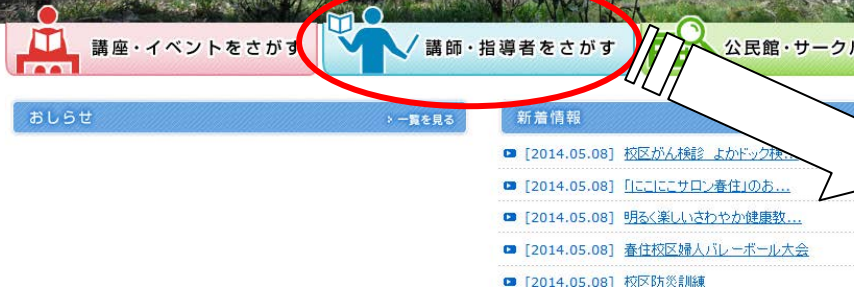 講座・イベントをさがす
講師・指導者をさがす
公民館・サークル
おしらせ
一覧を見る
新着情報
[2014.05.08] 校区がん検診 よかドック検...
[2014.05.08] 「にこにこサロン春住」のお...
[2014.05.08] 明るく楽しいさわやか健康教...
[2014.05.08] 春住校区婦人バレーボール大会
[2014.05.08] 校区防災訓練